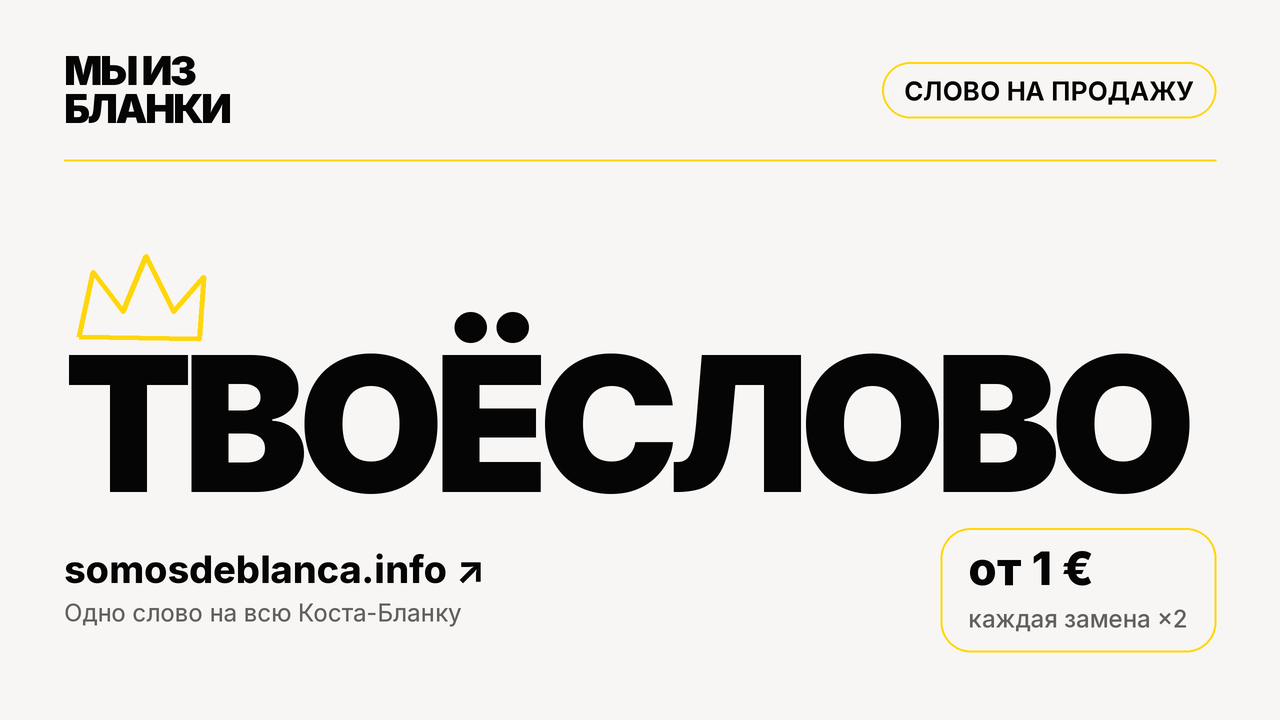 МЫ ИЗ
БЛАНКИ
СЛОВО НА ПРОДАЖУ
ТВОЁСЛОВО
somosdeblanca.info ↗
Одно слово на всю Коста-Бланку
от 1 €
каждая замена ×2